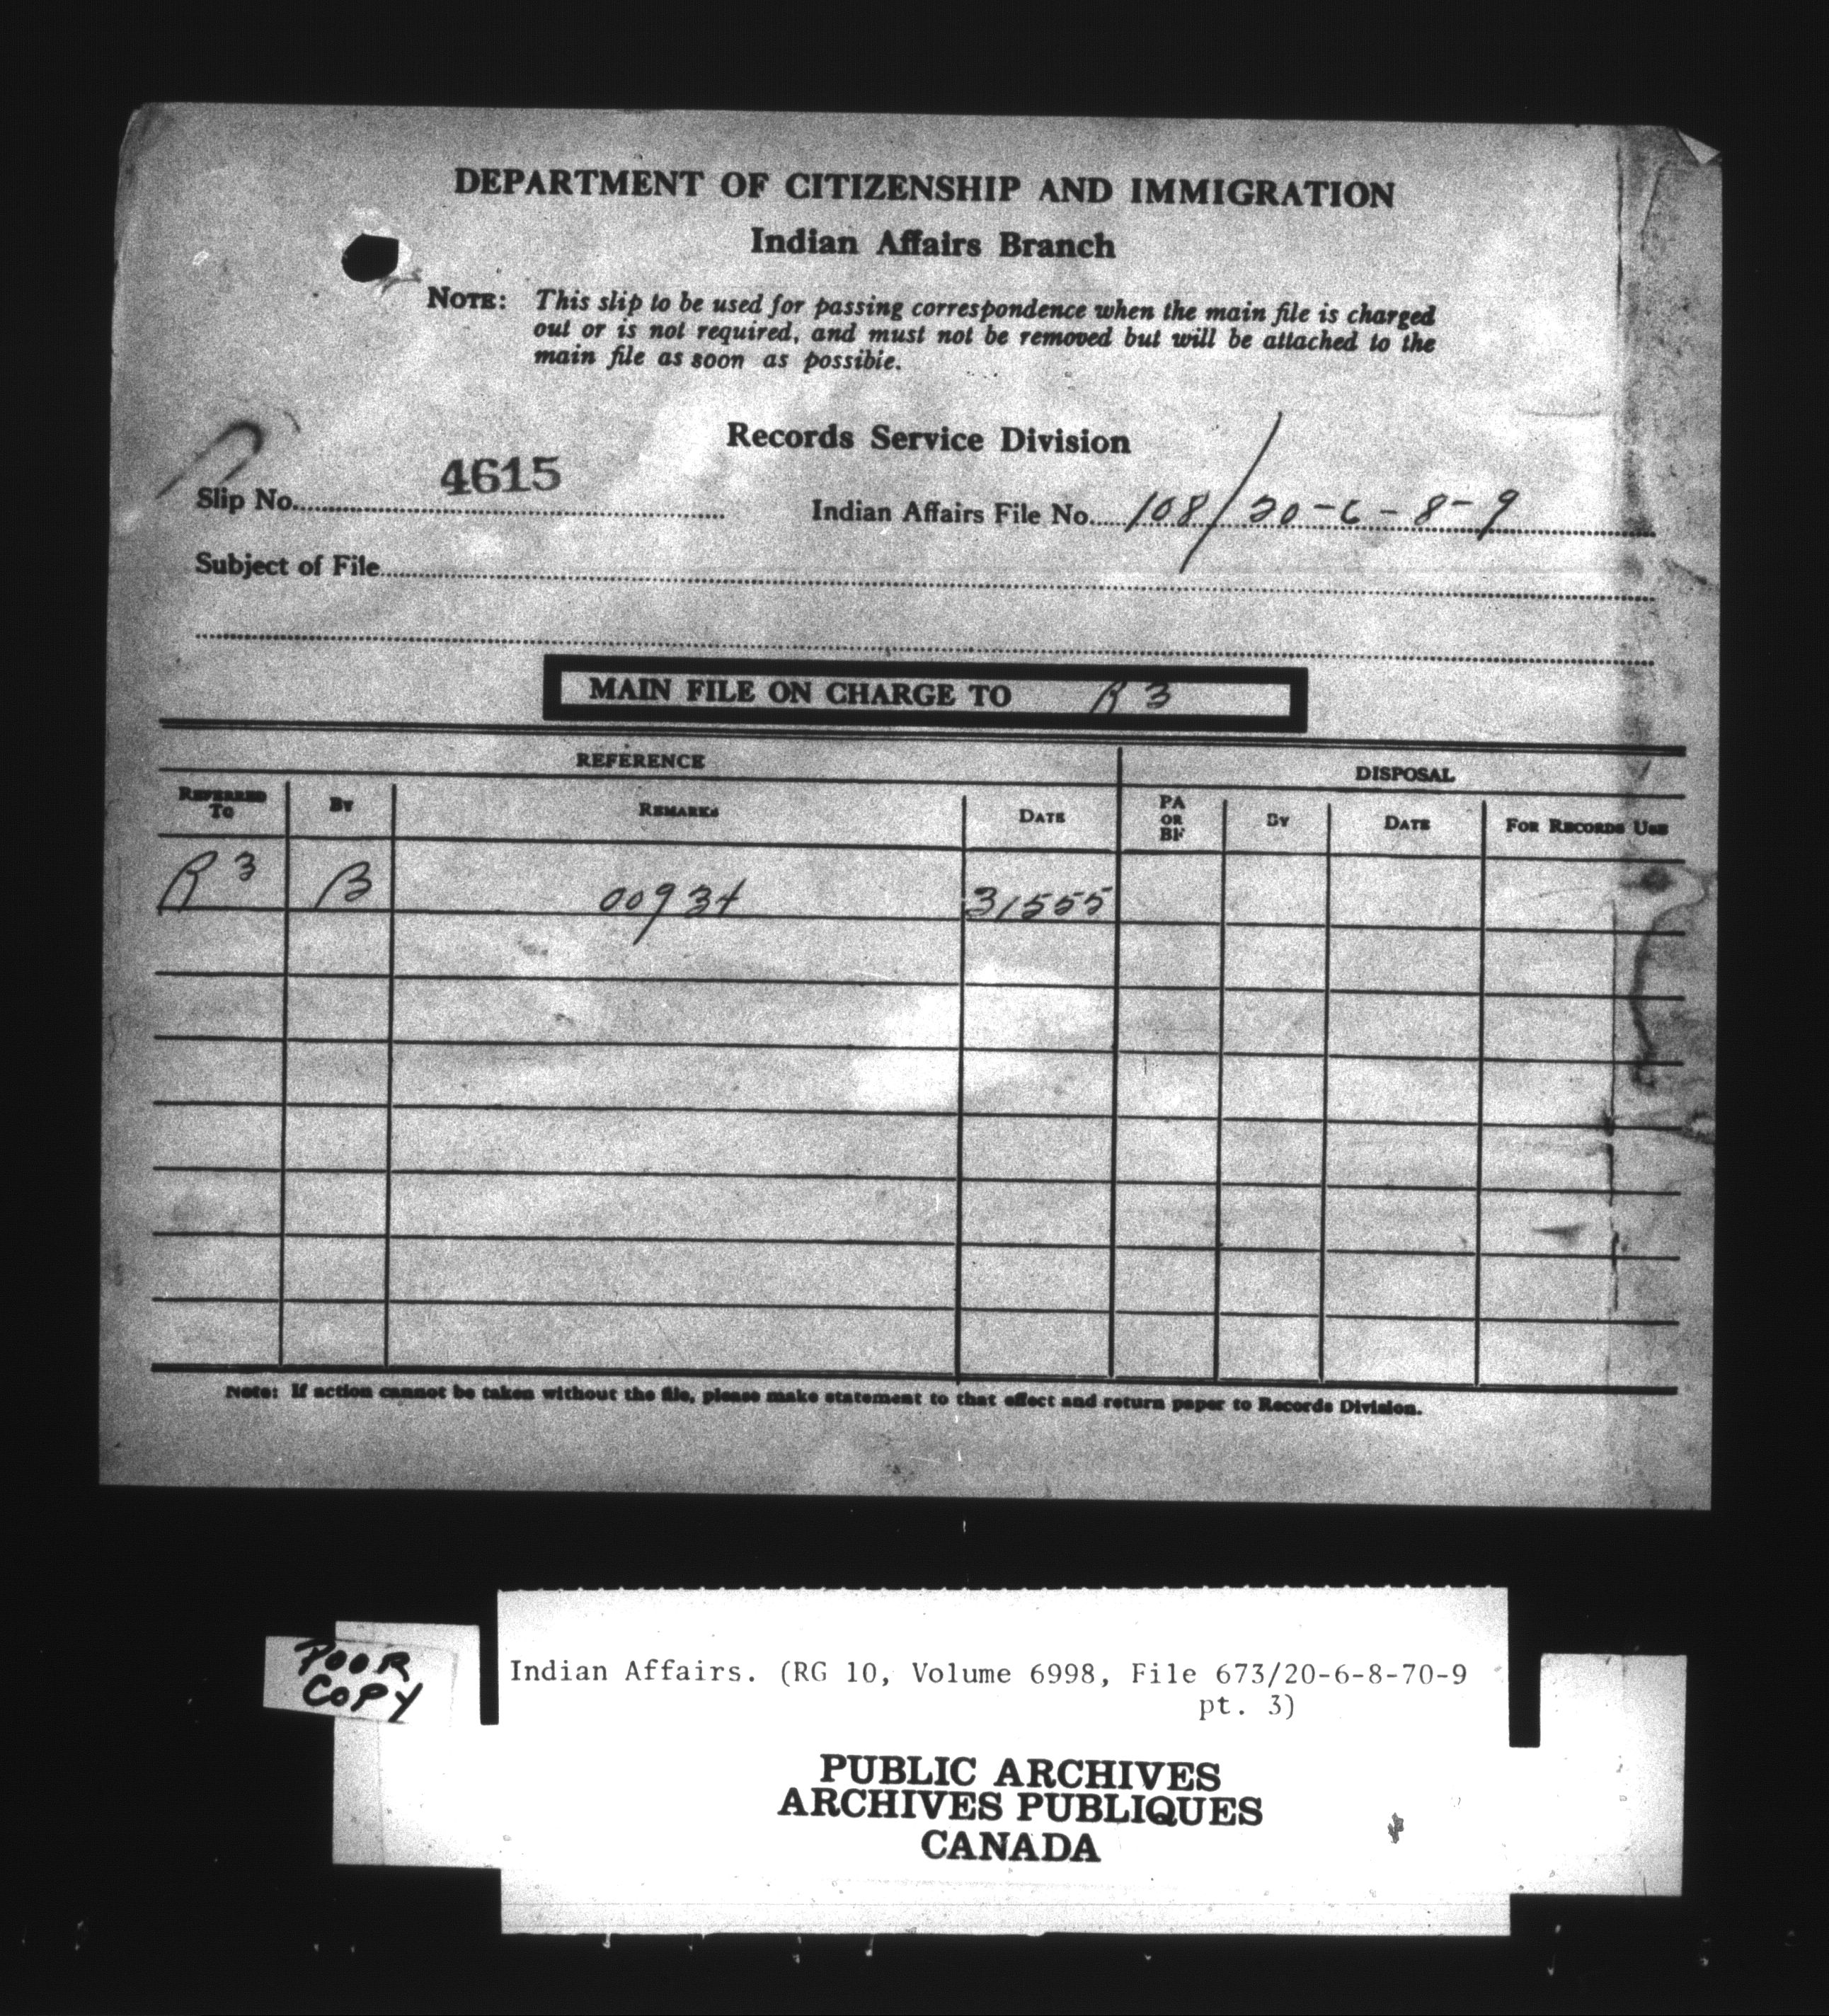 DEPARTMENT OF CITIZENSHIP AND IMMIGRATION
Indian Affairs Branch
NOTE: This slip to be used for passing correspondence when the main file is charged
out or is not required, and must not be removed but will be attached to the
main file as soon as possible.
Records Service Division
Slip No. 4615 Indian Affairs File No. 108/20-6-8-9
Subject of File
MAIN FILE ON CHARGE TO R3
REFERENCE DISPOSAL
REFERRED TO BY REMARKS DATE PA OR BF BY DATE FOR RECORDS USE
R3 B 00934 31555
Note: If action cannot be taken without the file, please make statement to that effect and return paper to Records Division.
POOR
COPY
Indian Affairs. (RG 10, Volume 6998, File 673/20-6-8-70-9
pt. 3)
PUBLIC ARCHIVES
ARCHIVES PUBLIQUES
CANADA